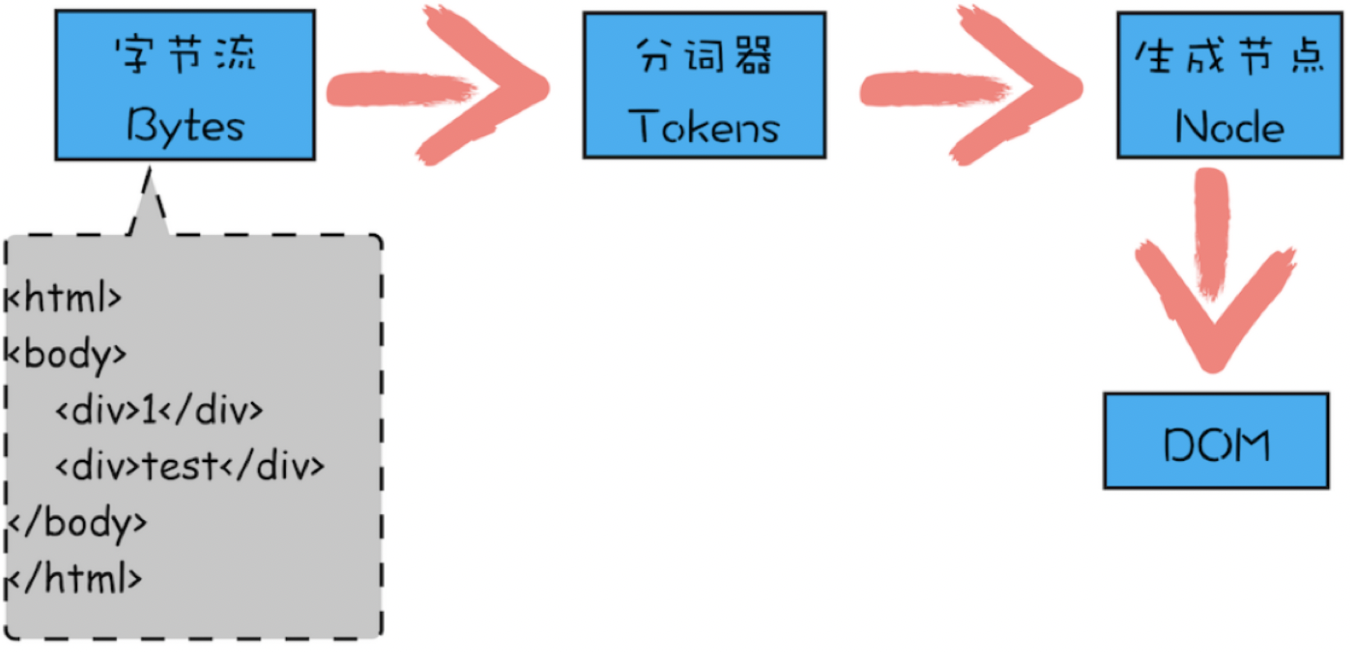 字节流
Bytes
分词器
Tokens
生成节点
Node
DOM
<html>
<body>
<div>1</div>
<div>test</div>
</body>
</html>